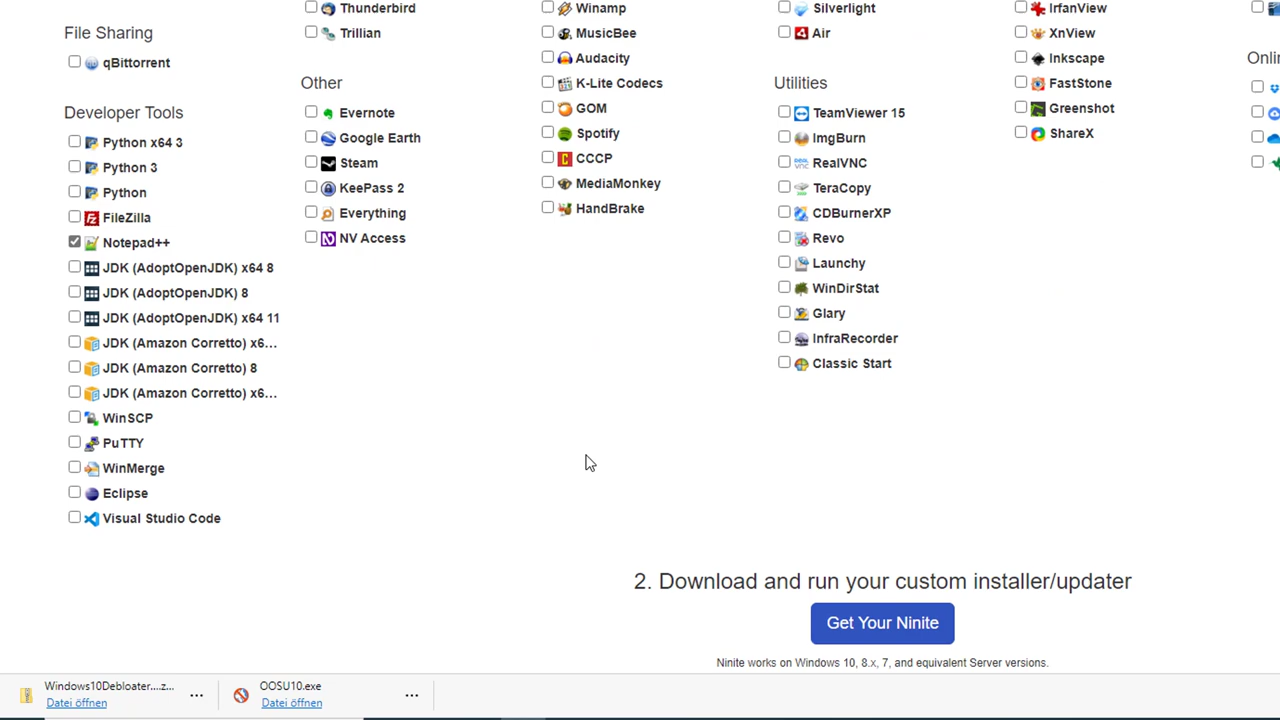 File Sharing
qBittorrent
Developer Tools
Python x64 3
Python 3
Python
FileZilla
Notepad++
JDK (AdoptOpenJDK) x64 8
JDK (AdoptOpenJDK) 8
JDK (AdoptOpenJDK) x64 11
JDK (Amazon Corretto) x6...
JDK (Amazon Corretto) 8
JDK (Amazon Corretto) x6...
WinSCP
PuTTY
WinMerge
Eclipse
Visual Studio Code
Thunderbird
Trillian
Other
Evernote
Google Earth
Steam
KeePass 2
Everything
NV Access
Winamp
MusicBee
Audacity
K-Lite Codecs
GOM
Spotify
CCCP
MediaMonkey
HandBrake
Silverlight
Air
Utilities
TeamViewer 15
ImgBurn
RealVNC
TeraCopy
CDBurnerXP
Revo
Launchy
WinDirStat
Glary
InfraRecorder
Classic Start
IrfanView
XnView
Inkscape
FastStone
Greenshot
ShareX
Onli
2. Download and run your custom installer/updater
Get Your Ninite
Ninite works on Windows 10, 8.x, 7, and equivalent Server versions.
Windows10Debloater....z...
Datei öffnen
OOSU10.exe
Datei öffnen